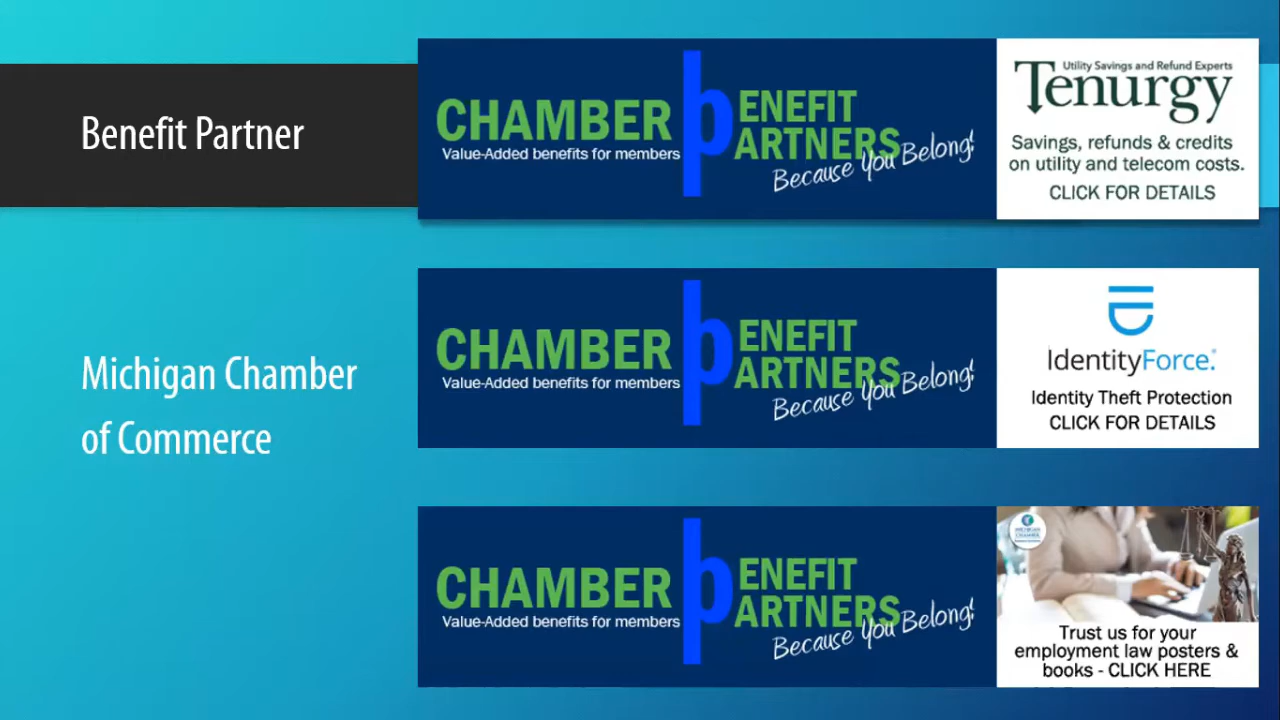 Benefit Partner
Michigan Chamber
of Commerce
CHAMBER
Value-Added benefits for members
bENEFIT
PARTNERS
Because You Belong!
Utility Savings and Refund Experts
Tenurgy
Savings, refunds & credits
on utility and telecom costs.
CLICK FOR DETAILS
CHAMBER
Value-Added benefits for members
bENEFIT
PARTNERS
Because You Belong!
ID
IdentityForce.®
Identity Theft Protection
CLICK FOR DETAILS
CHAMBER
Value-Added benefits for members
bENEFIT
PARTNERS
Because You Belong!
MICHIGAN
CHAMBER
Trust us for your
employment law posters &
books - CLICK HERE